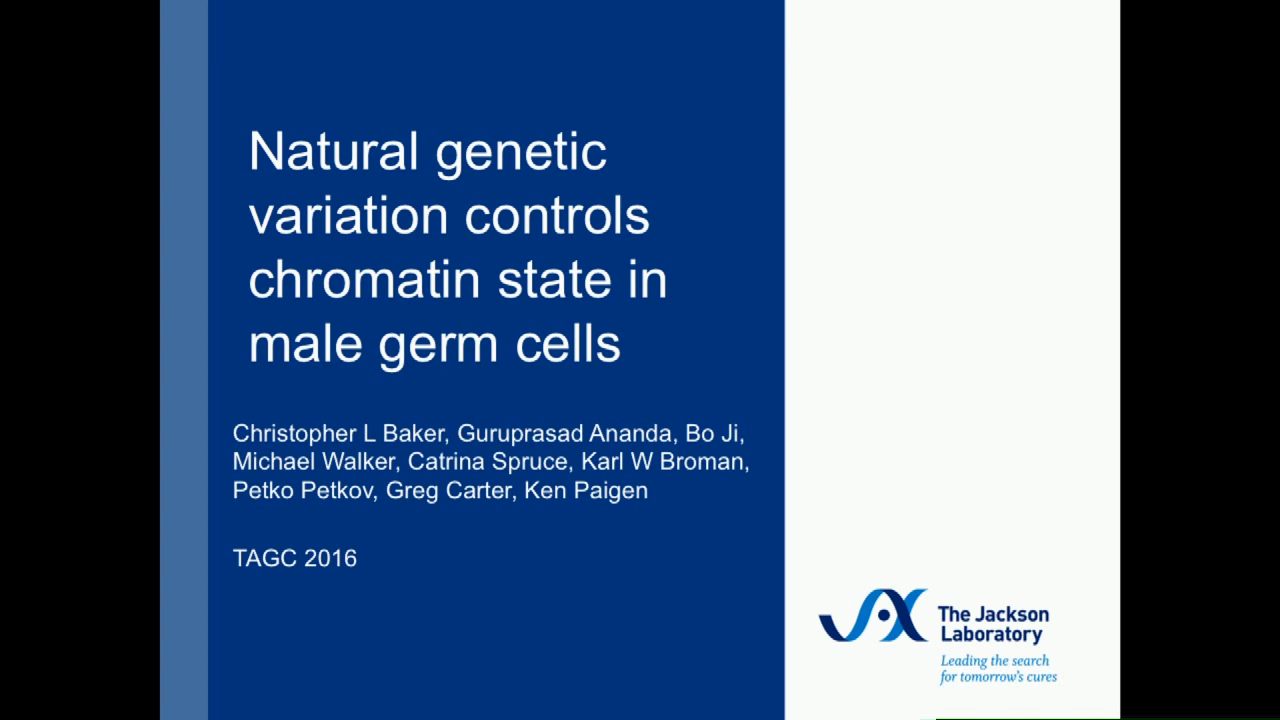 Natural genetic
variation controls
chromatin state in
male germ cells
Christopher L Baker, Guruprasad Ananda, Bo Ji,
Michael Walker, Catrina Spruce, Karl W Broman,
Petko Petkov, Greg Carter, Ken Paigen
TAGC 2016
JAX
The Jackson
Laboratory
Leading the search
for tomorrow's cures